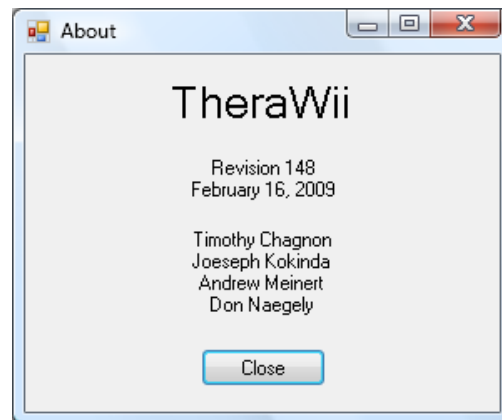 About
TheraWii
Revision 148
February 16, 2009
Timothy Chagnon
Joeseph Kokinda
Andrew Meinert
Don Naegely
Close